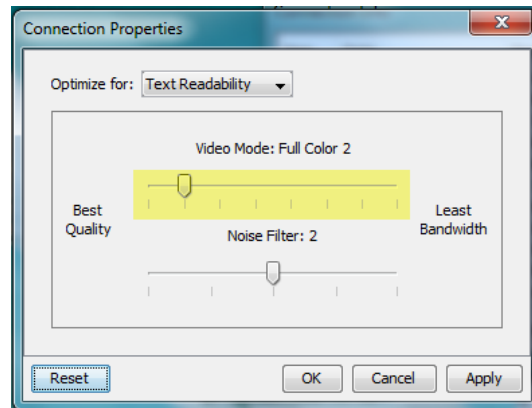 Connection Properties
Optimize for: Text Readability
Video Mode: Full Color 2
Best
Quality
Least
Bandwidth
Noise Filter: 2
Reset OK Cancel Apply